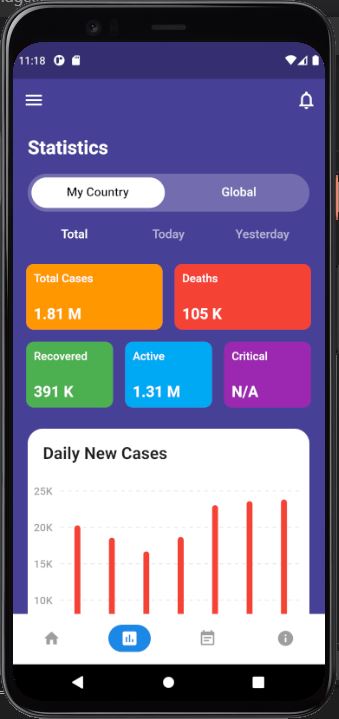 11:18
Statistics
My Country Global
Total Today Yesterday
Total Cases Deaths
1.81 M 105 K
Recovered Active Critical
391 K 1.31 M N/A
Daily New Cases
25K
20K
15K
10K